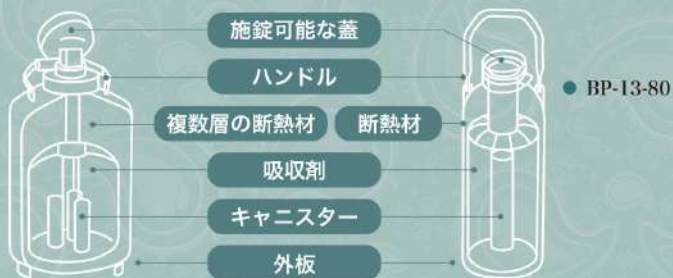 施錠可能な蓋
ハンドル
BP-13-80
複数層の断熱材 断熱材
吸収剤
キャニスター
外板